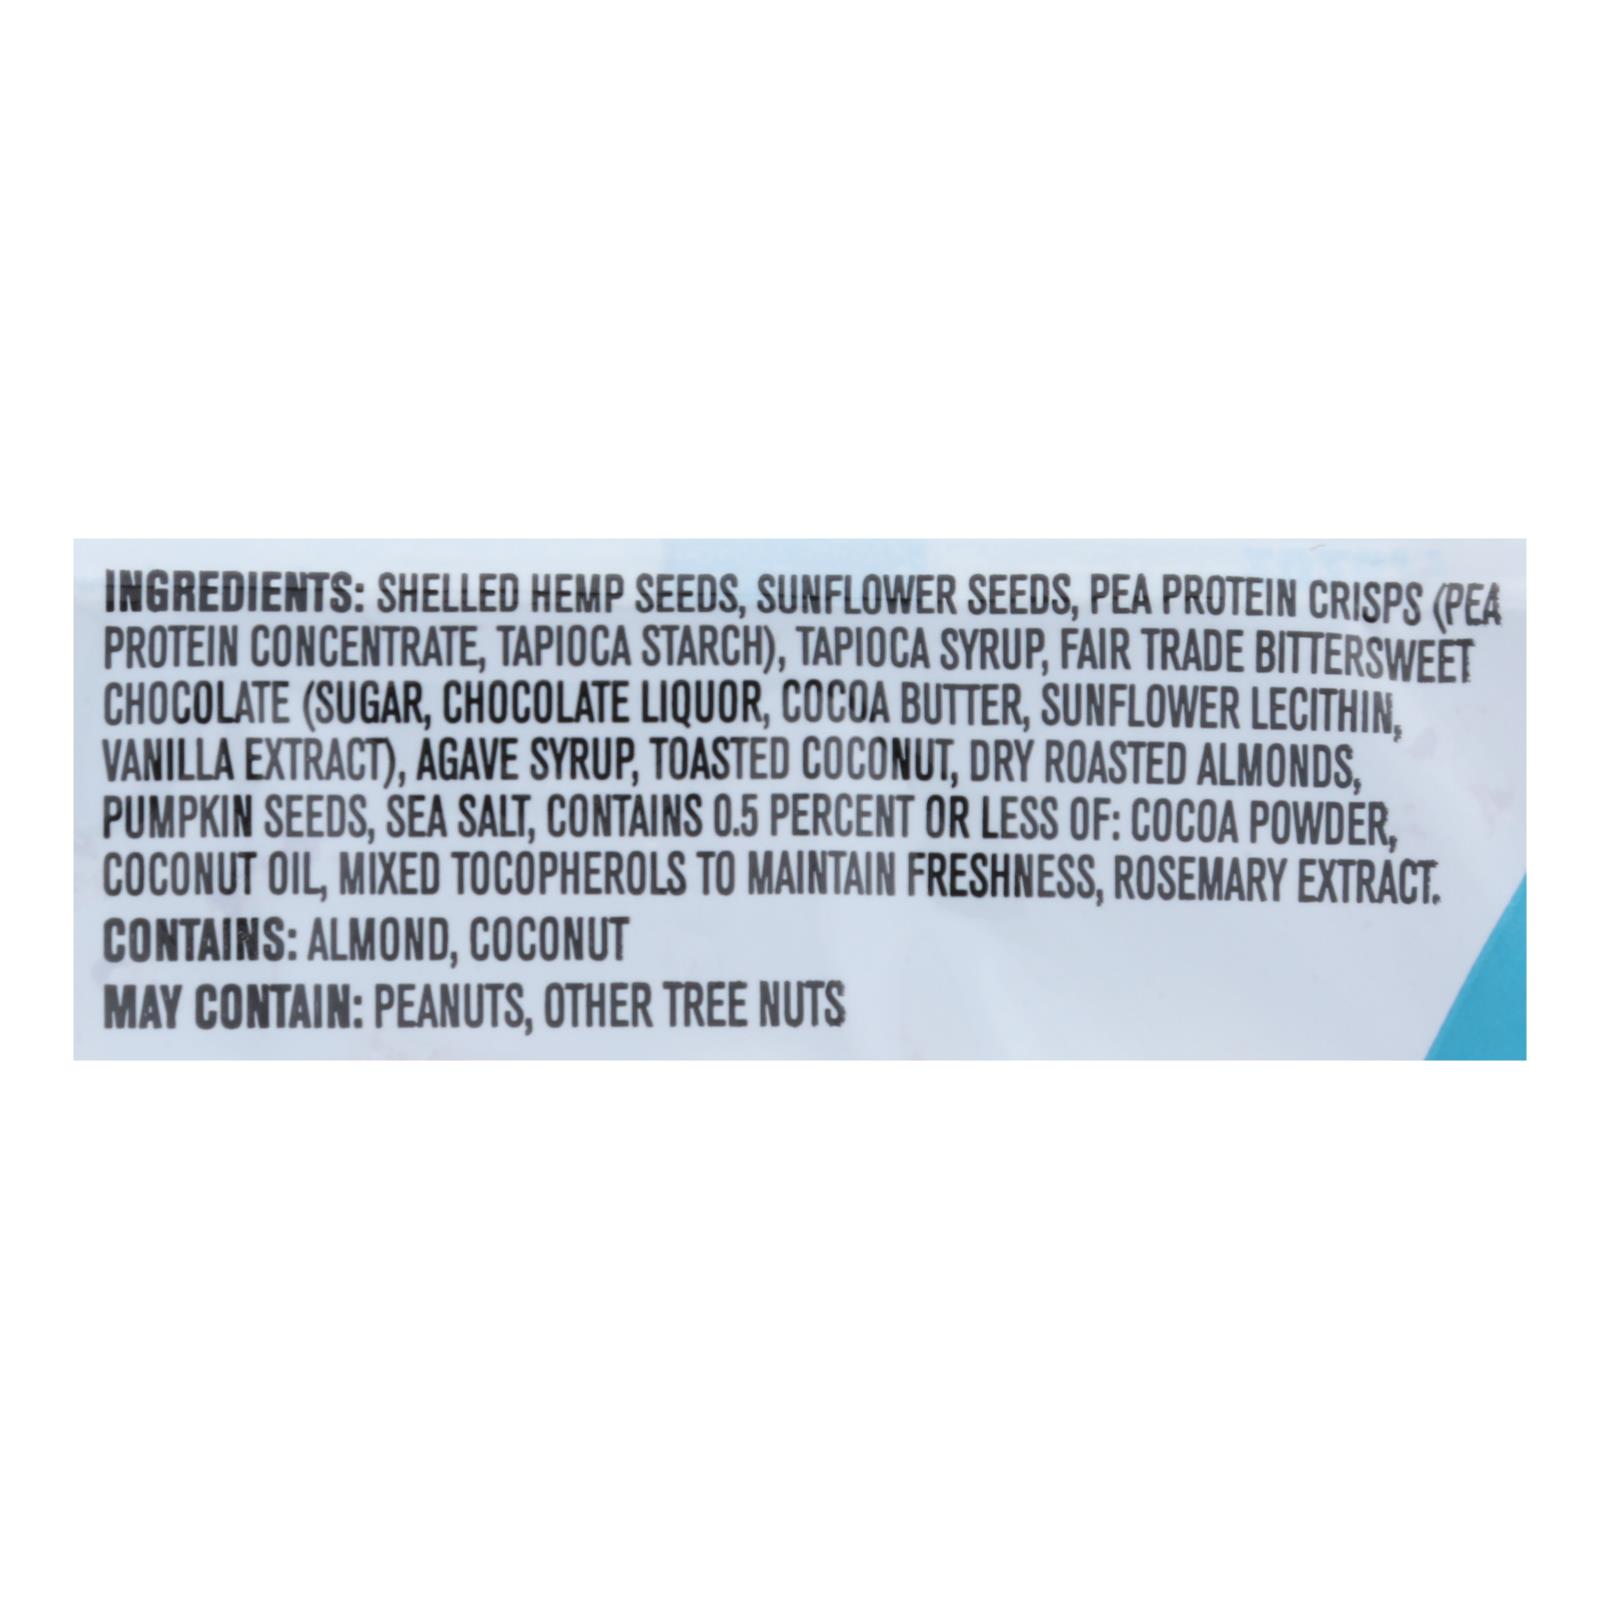 INGREDIENTS: SHELLED HEMP SEEDS, SUNFLOWER SEEDS, PEA PROTEIN CRISPS (PEA
PROTEIN CONCENTRATE, TAPIOCA STARCH), TAPIOCA SYRUP, FAIR TRADE BITTERSWEET
CHOCOLATE (SUGAR, CHOCOLATE LIQUOR, COCOA BUTTER, SUNFLOWER LECITHIN,
VANILLA EXTRACT), AGAVE SYRUP, TOASTED COCONUT, DRY ROASTED ALMONDS,
PUMPKIN SEEDS, SEA SALT, CONTAINS 0.5 PERCENT OR LESS OF: COCOA POWDER,
COCONUT OIL, MIXED TOCOPHEROLS TO MAINTAIN FRESHNESS, ROSEMARY EXTRACT.
CONTAINS: ALMOND, COCONUT
MAY CONTAIN: PEANUTS, OTHER TREE NUTS